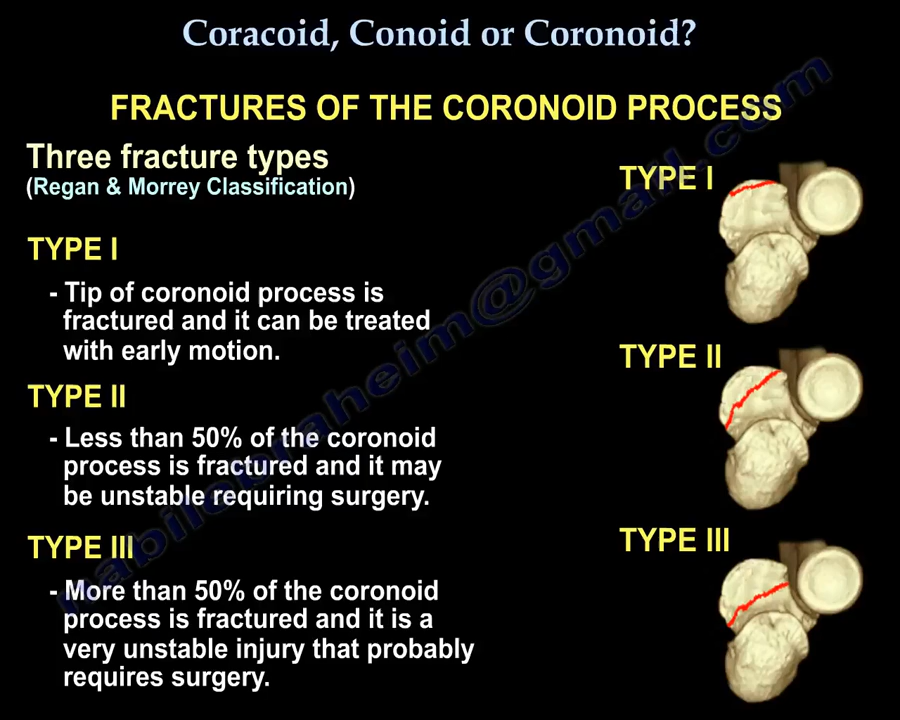 Coracoid, Conoid or Coronoid?
FRACTURES OF THE CORONOID PROCESS
Three fracture types
(Regan & Morrey Classification)
TYPE I
- Tip of coronoid process is
fractured and it can be treated
with early motion.
TYPE II
- Less than 50% of the coronoid
process is fractured and it may
be unstable requiring surgery.
TYPE III
- More than 50% of the coronoid
process is fractured and it is a
very unstable injury that probably
requires surgery.
TYPE I
TYPE II
TYPE III
nabilebraheim@gmail.com